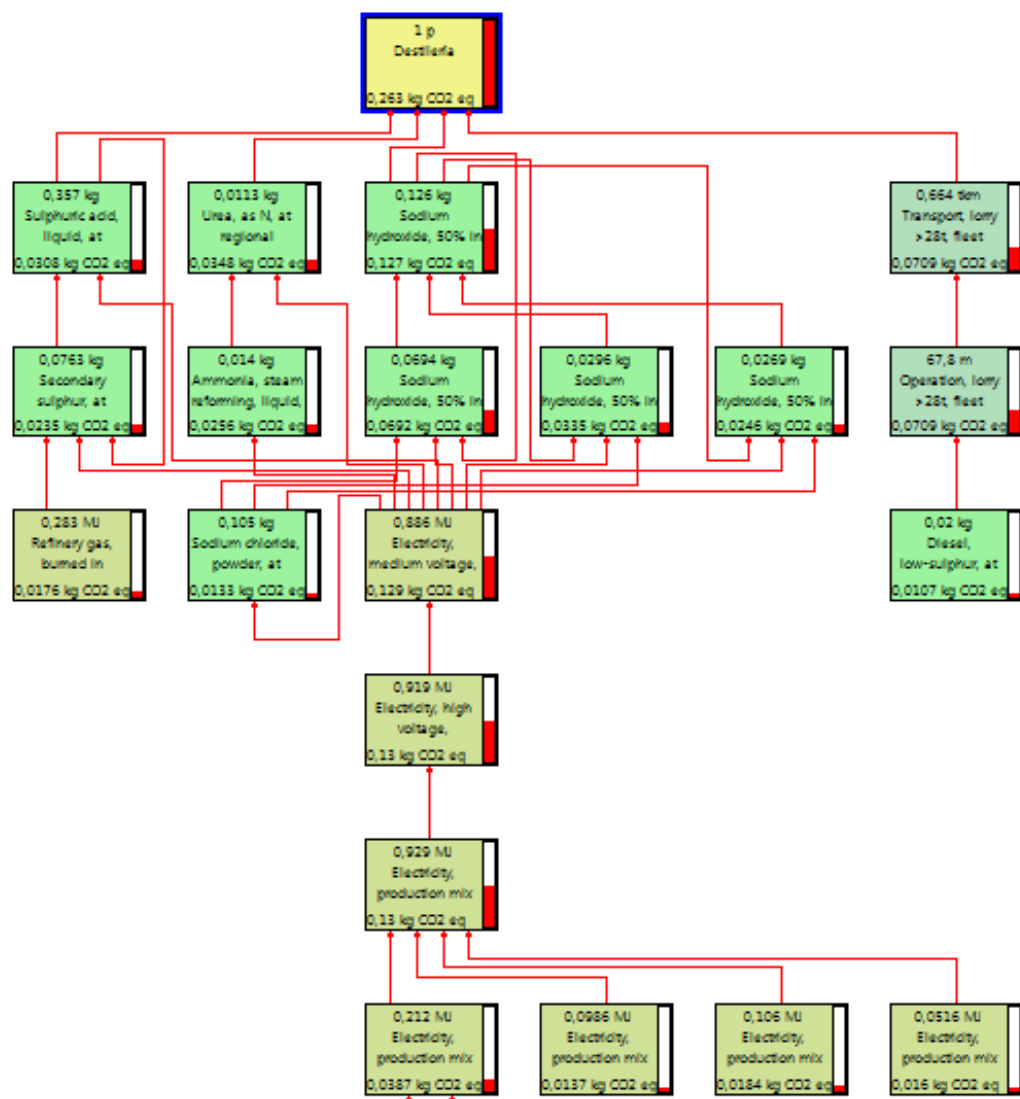 1 p
Destilería
0,263 kg CO2 eq
0,357 kg
Sulphuric acid,
liquid, at
0,0308 kg CO2 eq
0,0113 kg
Urea, as N, at
regional
0,0348 kg CO2 eq
0,126 kg
Sodium
hydroxide, 50% in
0,127 kg CO2 eq
0,664 tkm
Transport, lorry
>28t, fleet
0,0709 kg CO2 eq
0,0763 kg
Secondary
sulphur, at
0,0235 kg CO2 eq
0,014 kg
Ammonia, steam
reforming, liquid,
0,0256 kg CO2 eq
0,0694 kg
Sodium
hydroxide, 50% in
0,0692 kg CO2 eq
0,0296 kg
Sodium
hydroxide, 50% in
0,0335 kg CO2 eq
0,0269 kg
Sodium
hydroxide, 50% in
0,0246 kg CO2 eq
67,8 m
Operation, lorry
>28t, fleet
0,0709 kg CO2 eq
0,283 MJ
Refinery gas,
burned in
0,0176 kg CO2 eq
0,105 kg
Sodium chloride,
powder, at
0,0133 kg CO2 eq
0,886 MJ
Electricity,
medium voltage,
0,129 kg CO2 eq
0,02 kg
Diesel,
low-sulphur, at
0,0107 kg CO2 eq
0,919 MJ
Electricity, high
voltage,
0,13 kg CO2 eq
0,929 MJ
Electricity,
production mix
0,13 kg CO2 eq
0,212 MJ
Electricity,
production mix
0,0387 kg CO2 eq
0,0986 MJ
Electricity,
production mix
0,0137 kg CO2 eq
0,106 MJ
Electricity,
production mix
0,0184 kg CO2 eq
0,0516 MJ
Electricity,
production mix
0,016 kg CO2 eq